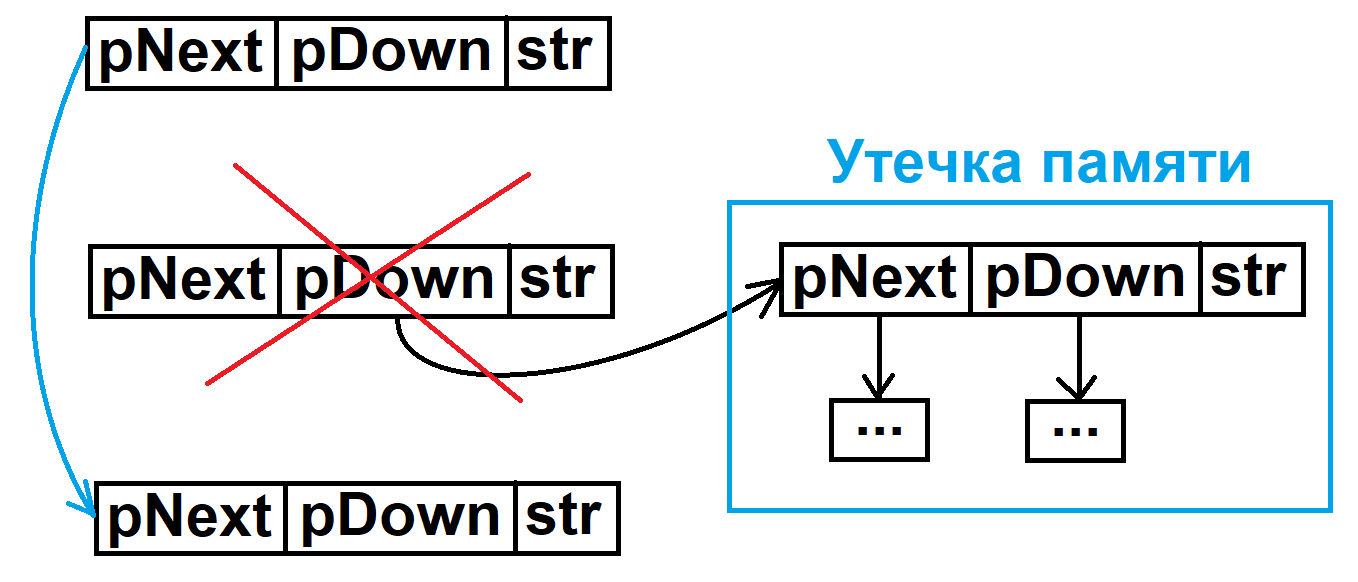 pNext pDown str
Утечка памяти
pNext pDown str
pNext pDown str
... ...
pNext pDown str